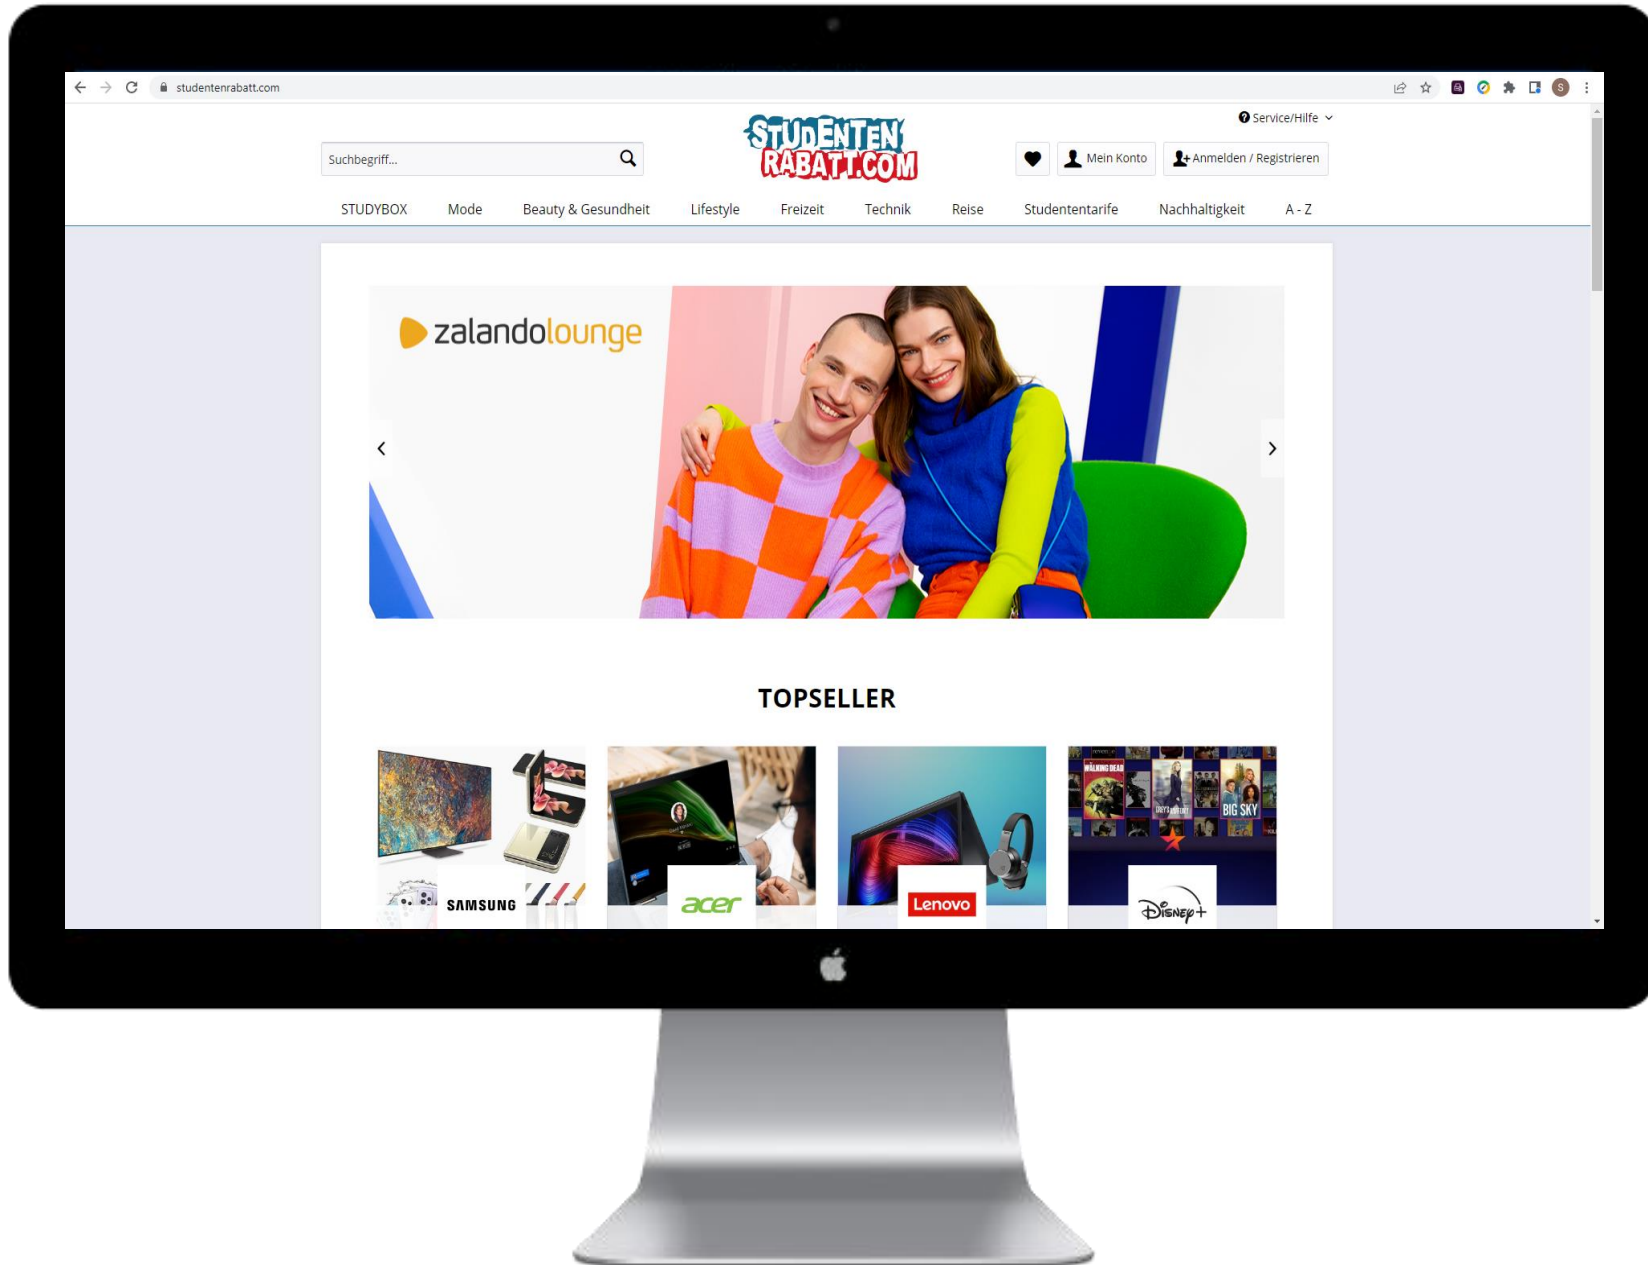 studentenrabatt.com
Service/Hilfe
Suchbegriff...
STUDENTEN
RABATT.COM
Mein Konto
Anmelden / Registrieren
STUDYBOX Mode Beauty & Gesundheit Lifestyle Freizeit Technik Reise Studententarife Nachhaltigkeit A - Z
zalandolounge
TOPSELLER
WALKING DEAD
BIG SKY
SAMSUNG
acer
Lenovo
Disney+